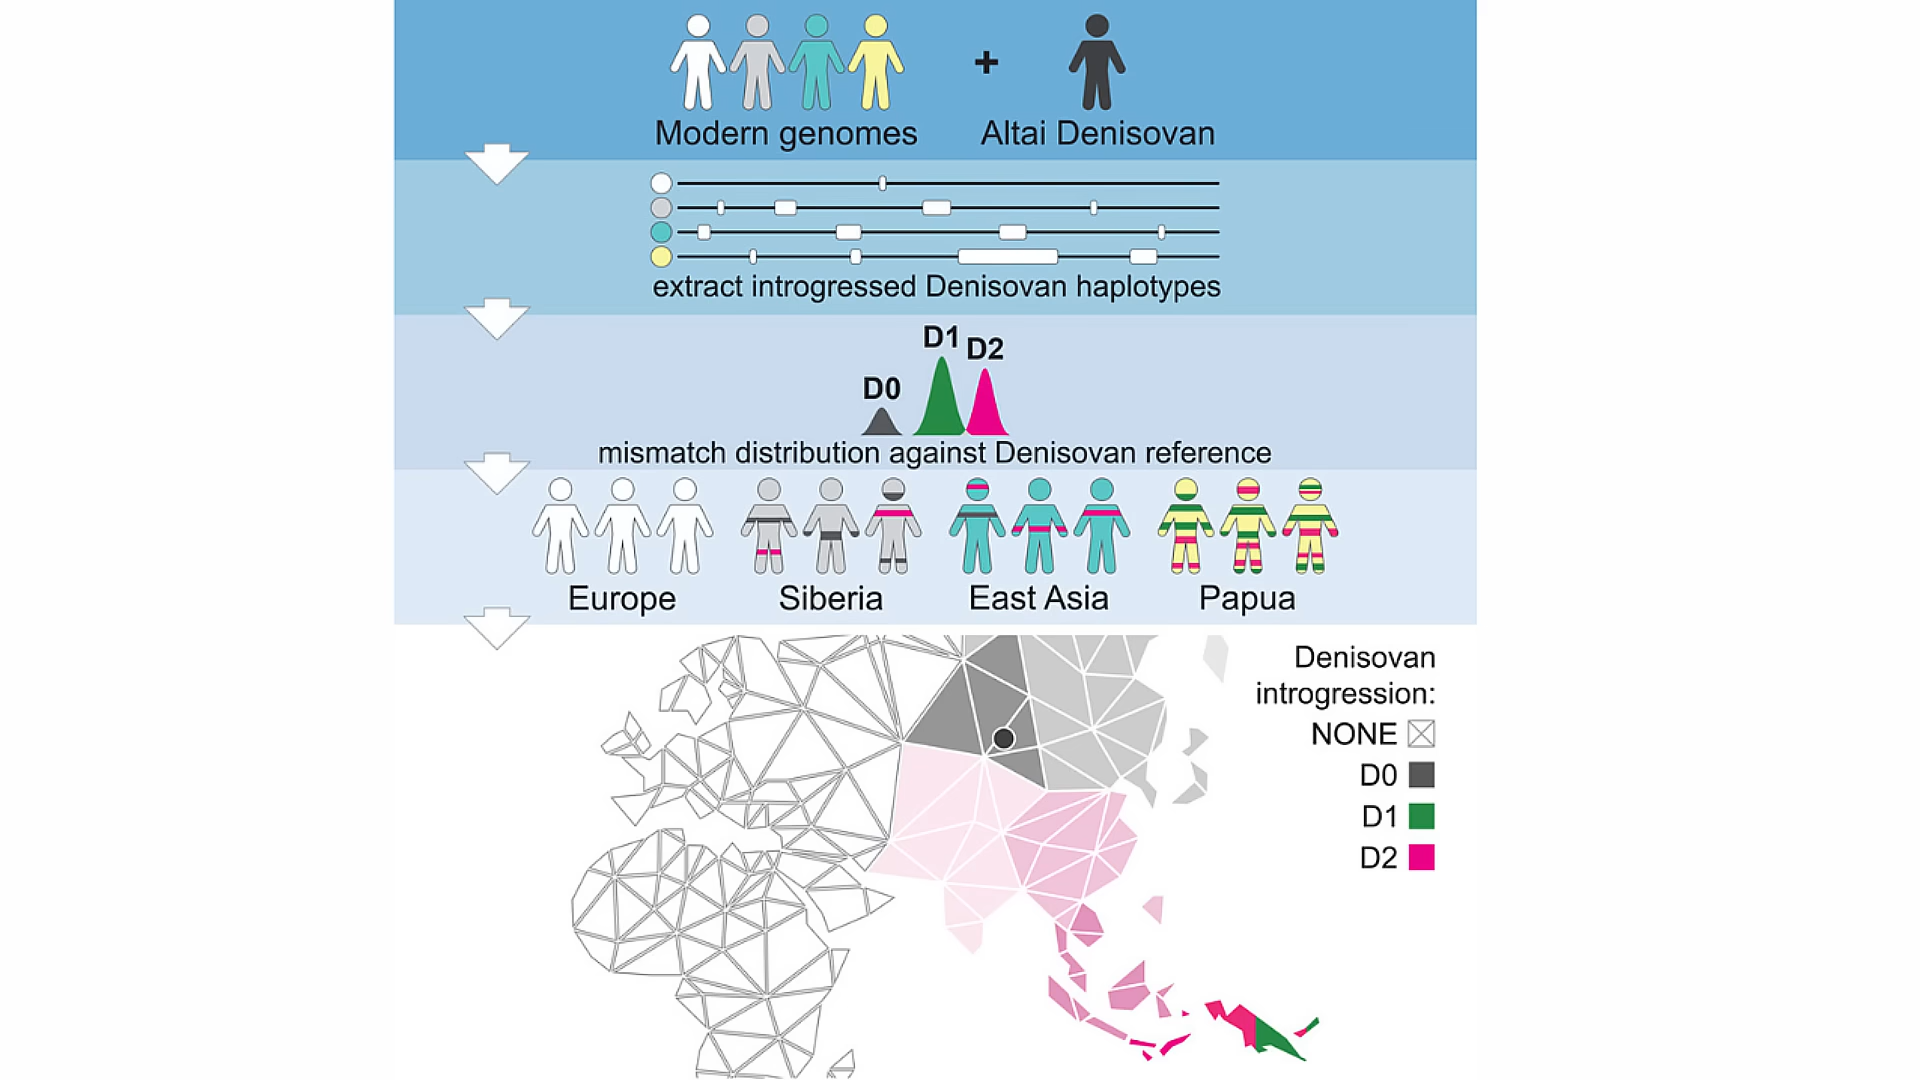 Modern genomes
+
Altai Denisovan
extract introgressed Denisovan haplotypes
D0
D1
D2
mismatch distribution against Denisovan reference
Europe
Siberia
East Asia
Papua
Denisovan
introgression:
NONE
D0
D1
D2